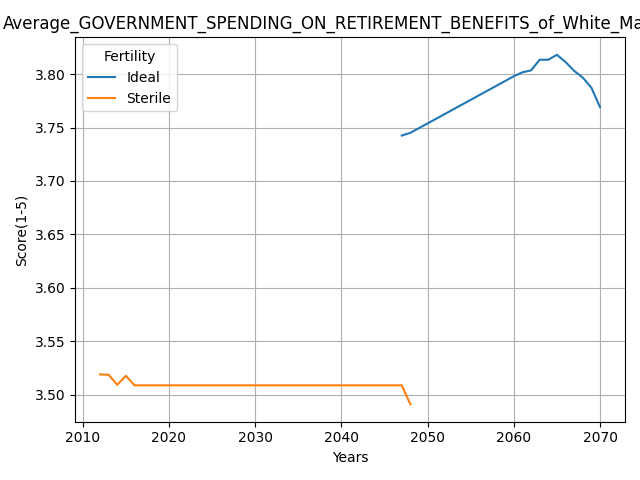 Average_GOVERNMENT_SPENDING_ON_RETIREMENT_BENEFITS_of_White_Ma
Fertility
Ideal
Sterile
3.80
3.75
3.70
3.65
3.60
3.55
3.50
Score(1-5)
2010 2020 2030 2040 2050 2060 2070
Years